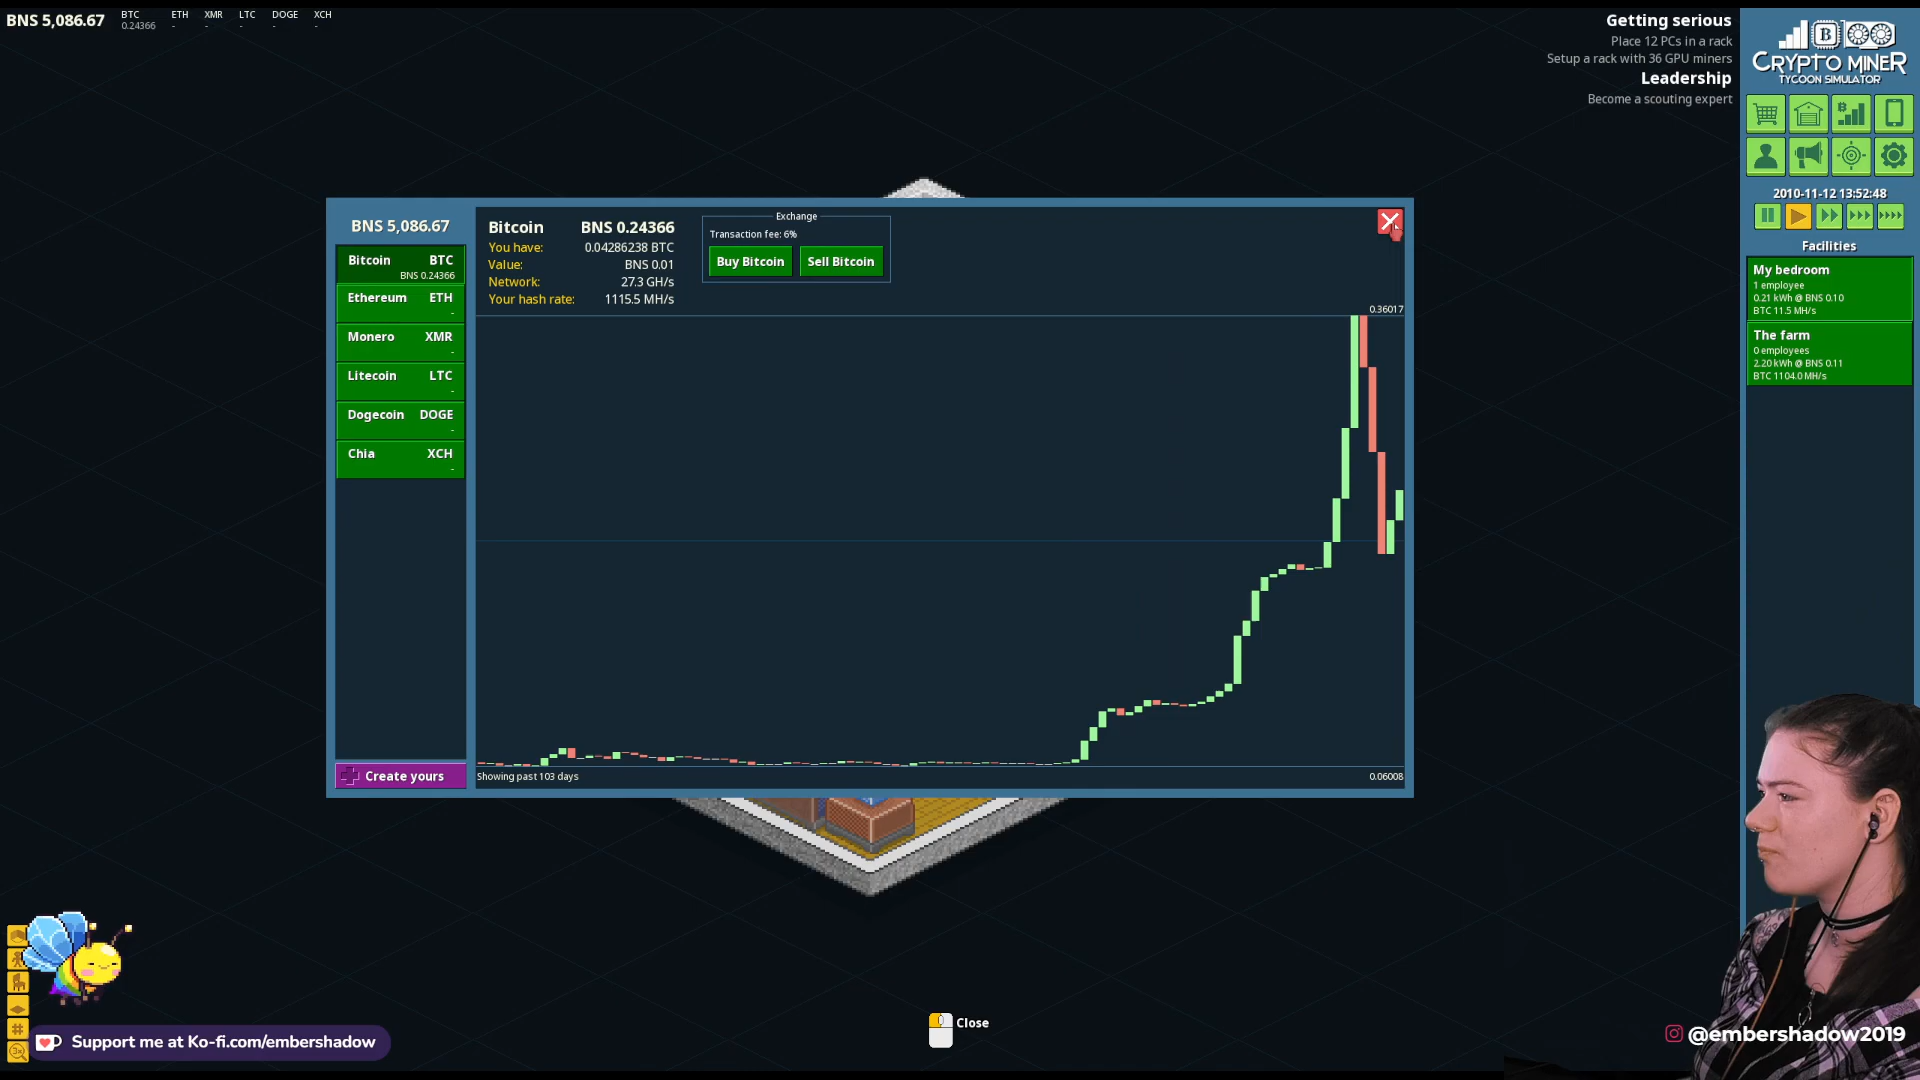 BNS 5,086.67
BTC ETH XMR LTC DOGE XCH
0.24366 - - - - -
Getting serious
Place 12 PCs in a rack
Setup a rack with 36 GPU miners
Leadership
Become a scouting expert
CRYPTO MINER
TYCOON SIMULATOR
2010-11-12 13:52:48
Facilities
My bedroom
1 employee
0.21 kWh @ BNS 0.10
BTC 11.5 MH/s
The farm
0 employees
2.20 kWh @ BNS 0.11
BTC 1104.0 MH/s
BNS 5,086.67
Bitcoin BTC
BNS 0.24366
Ethereum ETH
-
Monero XMR
-
Litecoin LTC
-
Dogecoin DOGE
-
Chia XCH
-
Create yours
Bitcoin BNS 0.24366
You have: 0.04286238 BTC
Value: BNS 0.01
Network: 27.3 GH/s
Your hash rate: 1115.5 MH/s
Exchange
Transaction fee: 6%
Buy Bitcoin Sell Bitcoin
0.36017
Showing past 103 days 0.06008
Close
Support me at Ko-fi.com/embershadow
@embershadow2019